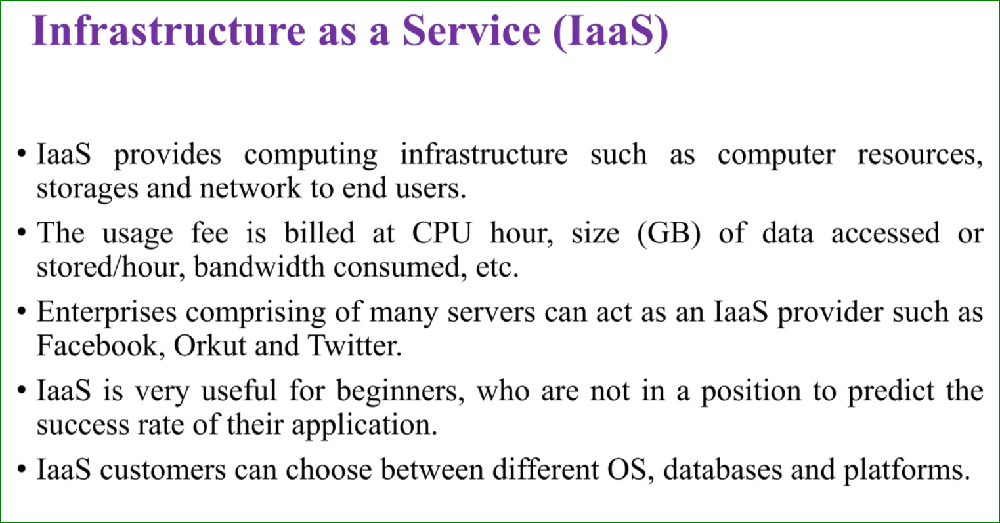 Infrastructure as a Service (IaaS)
• IaaS provides computing infrastructure such as computer resources,
storages and network to end users.
• The usage fee is billed at CPU hour, size (GB) of data accessed or
stored/hour, bandwidth consumed, etc.
• Enterprises comprising of many servers can act as an IaaS provider such as
Facebook, Orkut and Twitter.
• IaaS is very useful for beginners, who are not in a position to predict the
success rate of their application.
• IaaS customers can choose between different OS, databases and platforms.